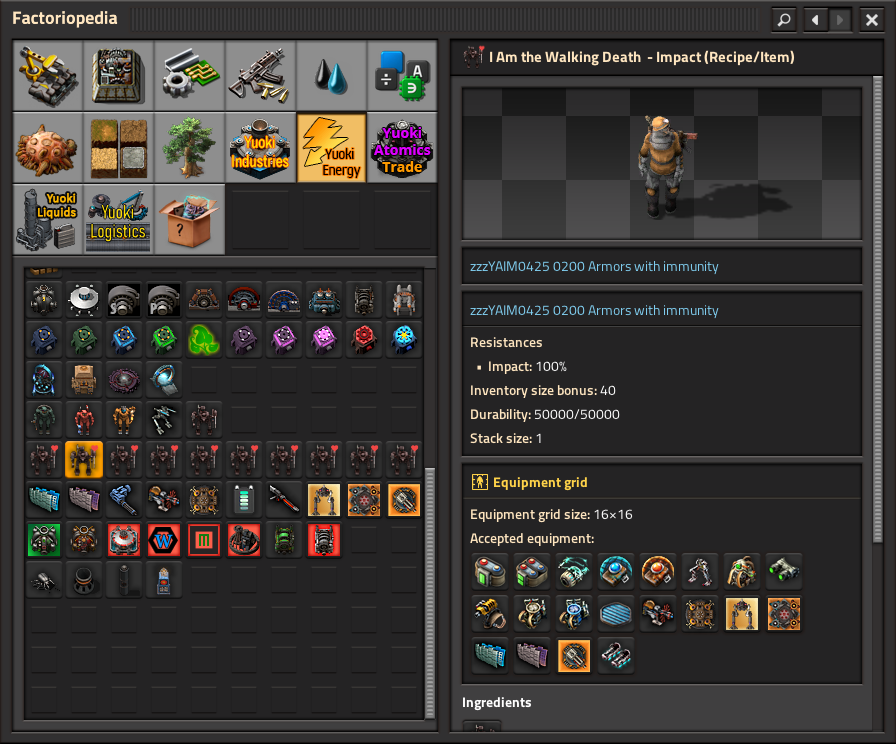 Factoriopedia
I Am the Walking Death - Impact (Recipe/Item)
A
Yuoki
Industries
Yuoki
Energy
Yuoki
Atomics
Trade
Yuoki
Liquids
Yuoki
Logistics
?
S
P
W
zzzYAIM0425 0200 Armors with immunity
zzzYAIM0425 0200 Armors with immunity
Resistances
• Impact: 100%
Inventory size bonus: 40
Durability: 50000/50000
Stack size: 1
Equipment grid
Equipment grid size: 16×16
Accepted equipment:
Ingredients